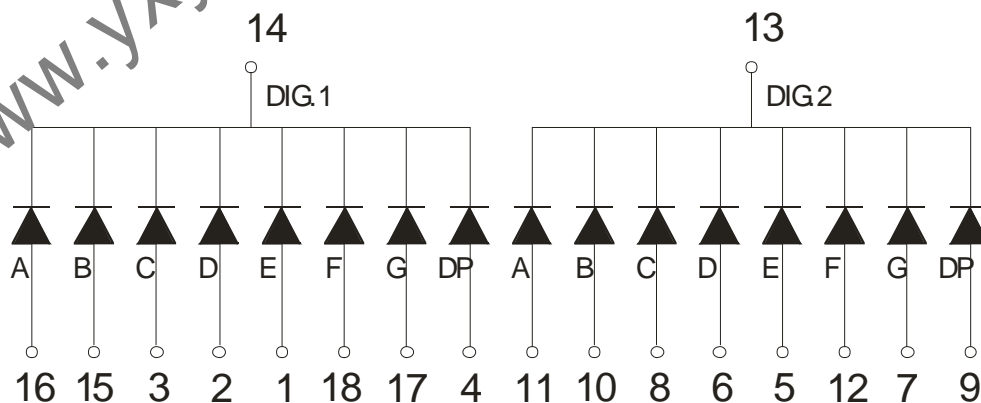 www.yx
14 13
DIG.1 DIG.2
A B C D E F G DP A B C D E F G DP
16 15 3 2 1 18 17 4 11 10 8 6 5 12 7 9